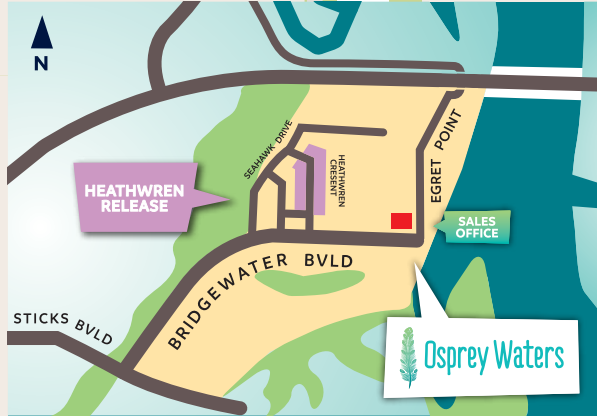 N
SEAHAWK DRIVE
HEATHWREN
CRESENT
EGRET POINT
HEATHWREN
RELEASE
SALES
OFFICE
BRIDGEWATER BVLD
STICKS BVLD
Osprey Waters